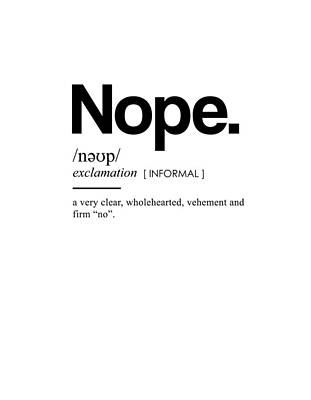 Nope.
/nəʊp/
exclamation [ INFORMAL ]
a very clear, wholehearted, vehement and
firm “no”.